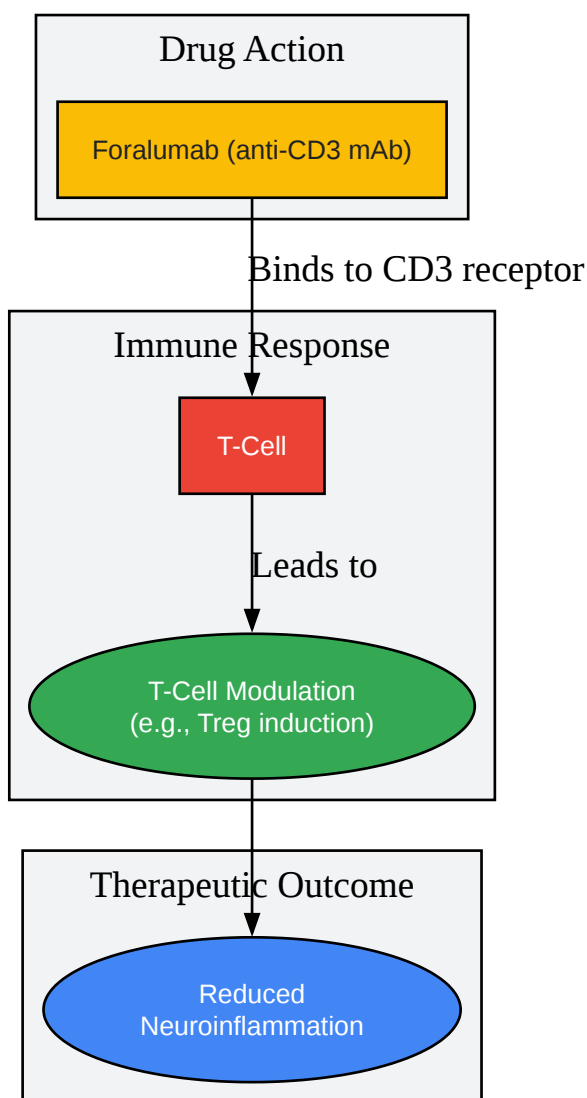 Drug Action
Foralumab (anti-CD3 mAb)
Binds to CD3 receptor
Immune Response
T-Cell
Leads to
T-Cell Modulation
(e.g., Treg induction)
Therapeutic Outcome
Reduced
Neuroinflammation